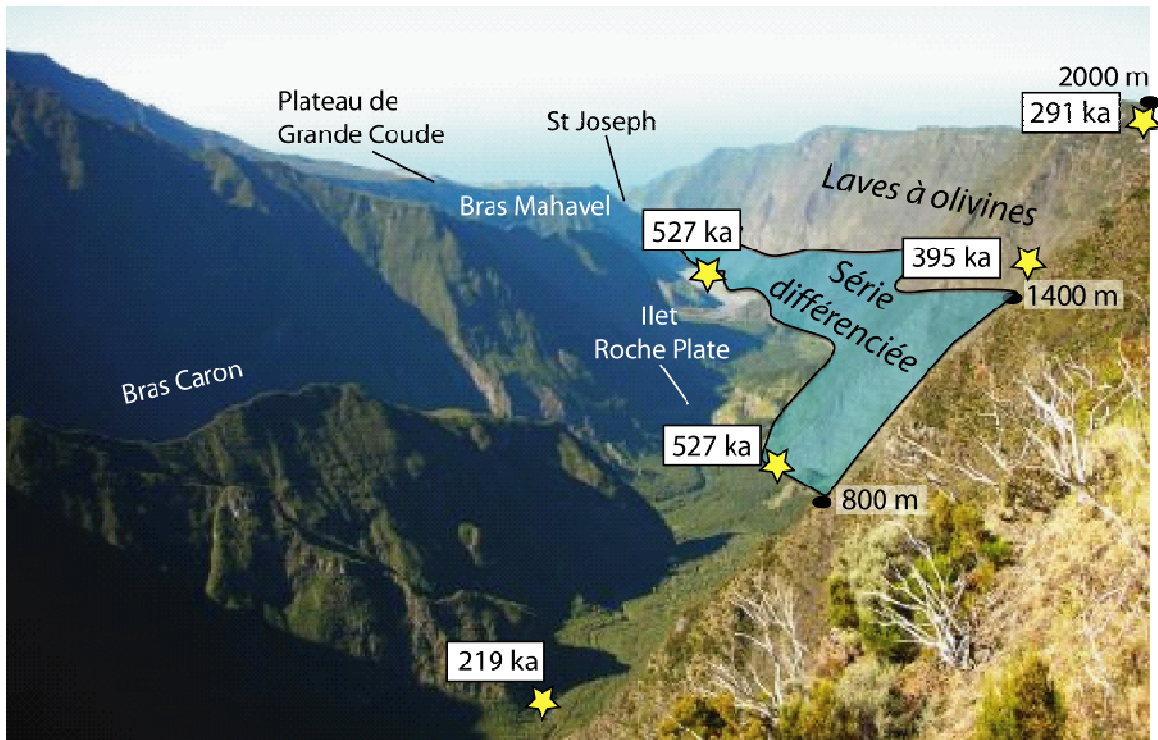 2000 m
291 ka
Plateau de
Grande Coude
St Joseph
Laves à olivines
Bras Mahavel
527 ka
395 ka
Série
différenciée
1400 m
Ilet
Roche Plate
Bras Caron
527 ka
800 m
219 ka